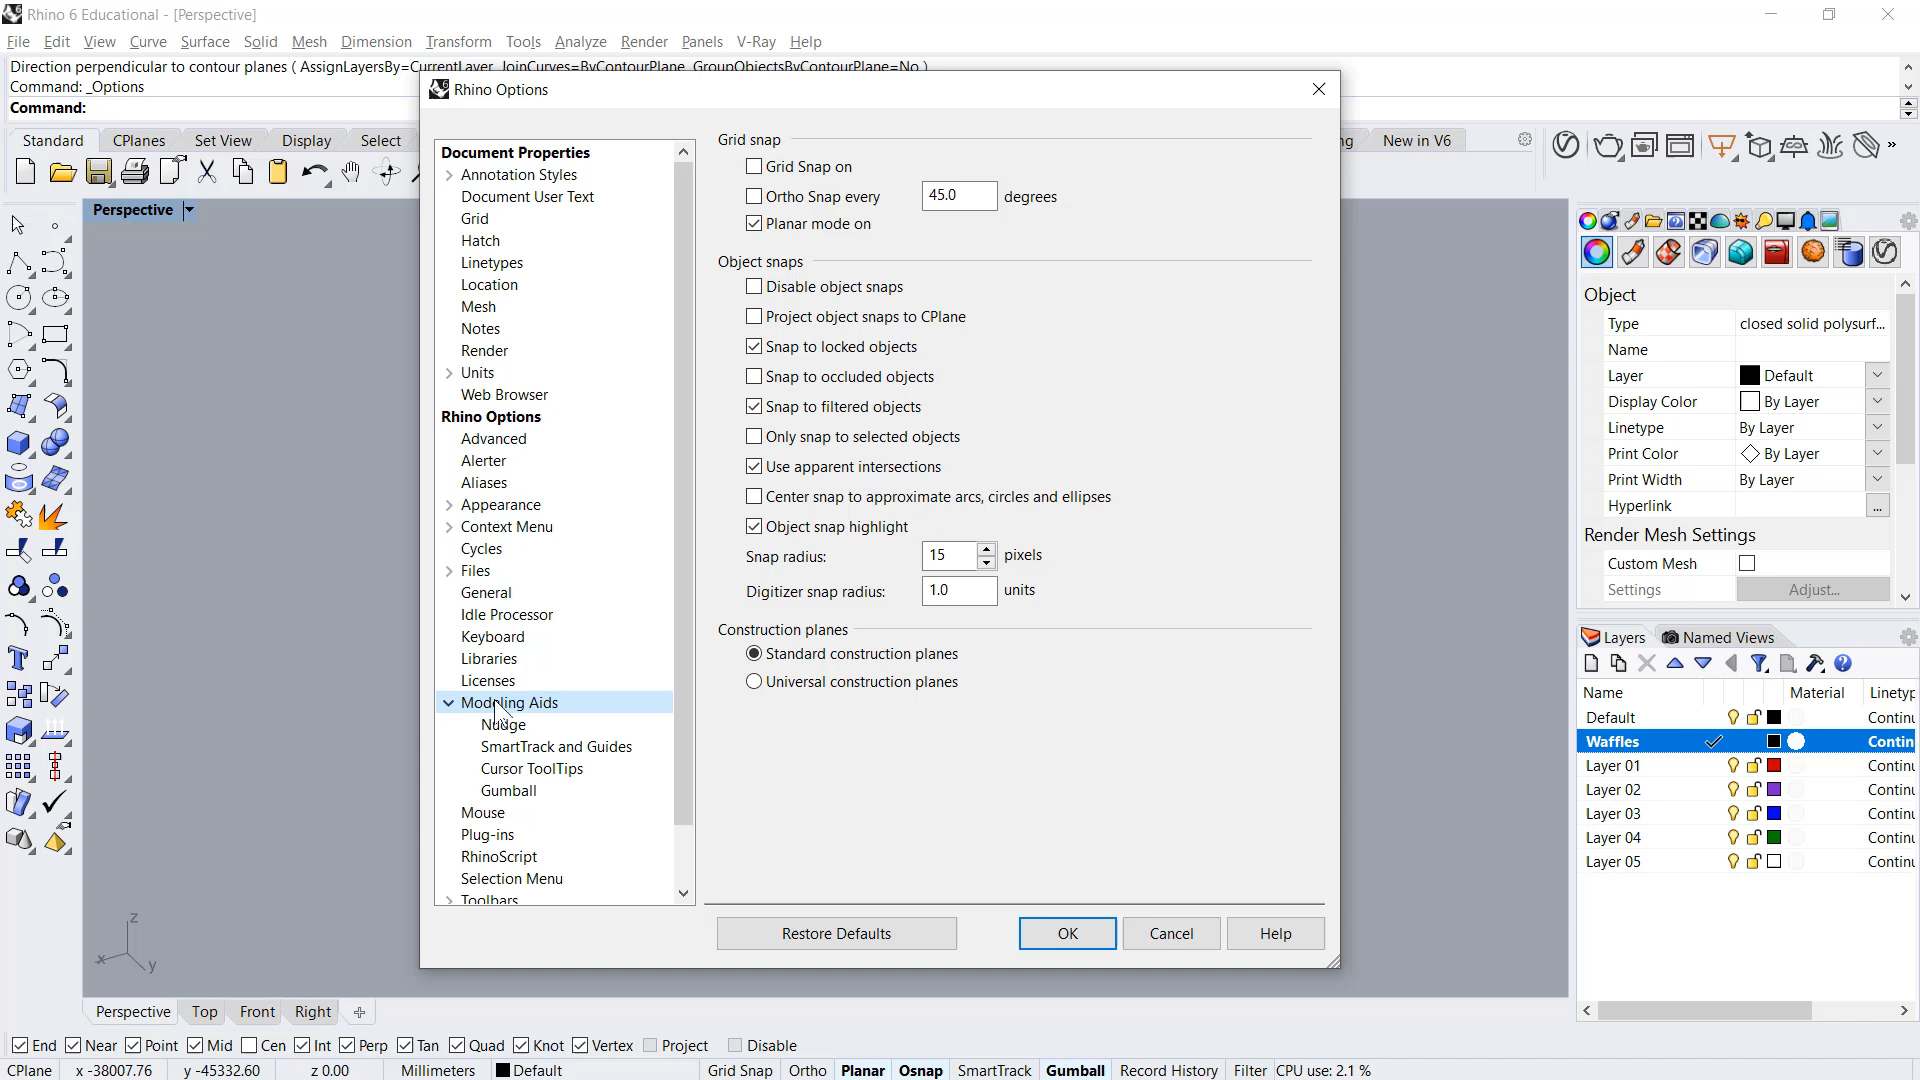 Rhino 6 Educational - [Perspective]
File Edit View Curve Surface Solid Mesh Dimension Transform Tools Analyze Render Panels V-Ray Help
Direction perpendicular to contour planes ( AssignLayersBy=CurrentLayer JoinCurves=ByContourPlane GroupObjectsByContourPlane=No )
Command: _Options
Command:
Standard CPlanes Set View Display Select New in V6
Perspective
Rhino Options
Document Properties
Annotation Styles
Document User Text
Grid
Hatch
Linetypes
Location
Mesh
Notes
Render
Units
Web Browser
Rhino Options
Advanced
Alerter
Aliases
Appearance
Context Menu
Cycles
Files
General
Idle Processor
Keyboard
Libraries
Licenses
Modeling Aids
Nudge
SmartTrack and Guides
Cursor ToolTips
Gumball
Mouse
Plug-ins
RhinoScript
Selection Menu
Toolbars
Grid snap
Grid Snap on
Ortho Snap every 45.0 degrees
Planar mode on
Object snaps
Disable object snaps
Project object snaps to CPlane
Snap to locked objects
Snap to occluded objects
Snap to filtered objects
Only snap to selected objects
Use apparent intersections
Center snap to approximate arcs, circles and ellipses
Object snap highlight
Snap radius: 15 pixels
Digitizer snap radius: 1.0 units
Construction planes
Standard construction planes
Universal construction planes
Restore Defaults OK Cancel Help
Object
Type closed solid polysurf...
Name
Layer Default
Display Color By Layer
Linetype By Layer
Print Color By Layer
Print Width By Layer
Hyperlink ...
Render Mesh Settings
Custom Mesh
Settings Adjust...
Layers Named Views
Name Material Linetyp
Default Continu
Waffles Contin
Layer 01 Continu
Layer 02 Continu
Layer 03 Continu
Layer 04 Continu
Layer 05 Continu
z
x y
Perspective Top Front Right
End Near Point Mid Cen Int Perp Tan Quad Knot Vertex Project Disable
CPlane x -38007.76 y -45332.60 z 0.00 Millimeters Default Grid Snap Ortho Planar Osnap SmartTrack Gumball Record History Filter CPU use: 2.1 %